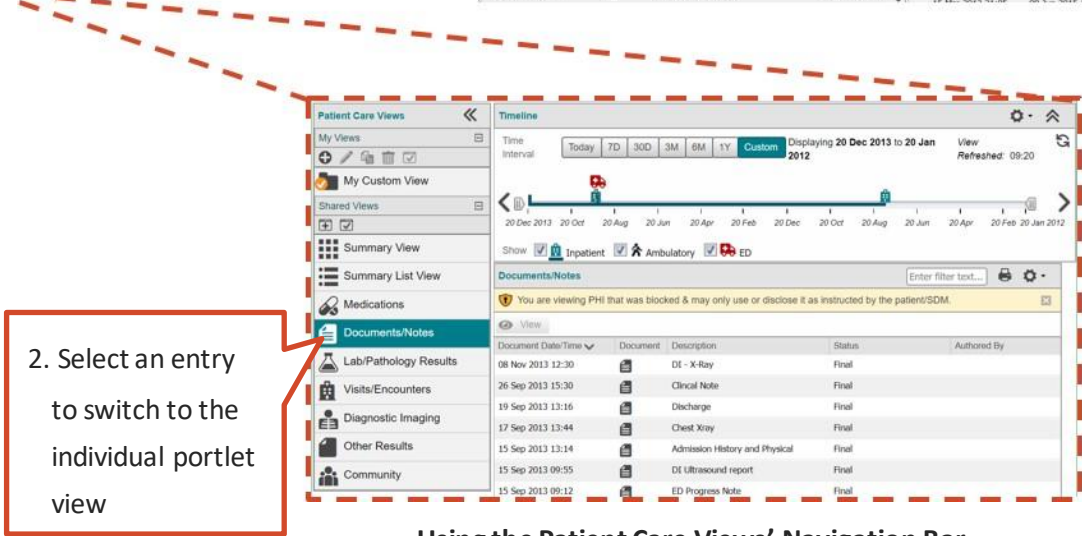 Patient Care Views
My Views
My Custom View
Shared Views
Summary View
Summary List View
Medications
Documents/Notes
Lab/Pathology Results
Visits/Encounters
Diagnostic Imaging
Other Results
Community
Timeline
Time Interval Today 7D 30D 3M 6M 1Y Custom Displaying 20 Dec 2013 to 20 Jan 2012 View Refreshed: 09:20
20 Dec 2013 20 Oct 20 Aug 20 Jun 20 Apr 20 Feb 20 Dec 20 Oct 20 Aug 20 Jun 20 Apr 20 Feb 20 Jan 2012
Show Inpatient Ambulatory ED
Documents/Notes Enter filter text...
You are viewing PHI that was blocked & may only use or disclose it as instructed by the patient/SDM.
View
Document Date/Time Document Description Status Authored By
08 Nov 2013 12:30 DI - X-Ray Final
26 Sep 2013 15:30 Clincal Note Final
19 Sep 2013 13:16 Discharge Final
17 Sep 2013 13:44 Chest Xray Final
15 Sep 2013 13:14 Admission History and Physical Final
15 Sep 2013 09:55 DI Ultrasound report Final
15 Sep 2013 09:12 ED Progress Note Final
2. Select an entry
to switch to the
individual portlet
view
Using the Patient Care Views' Navigation Bar